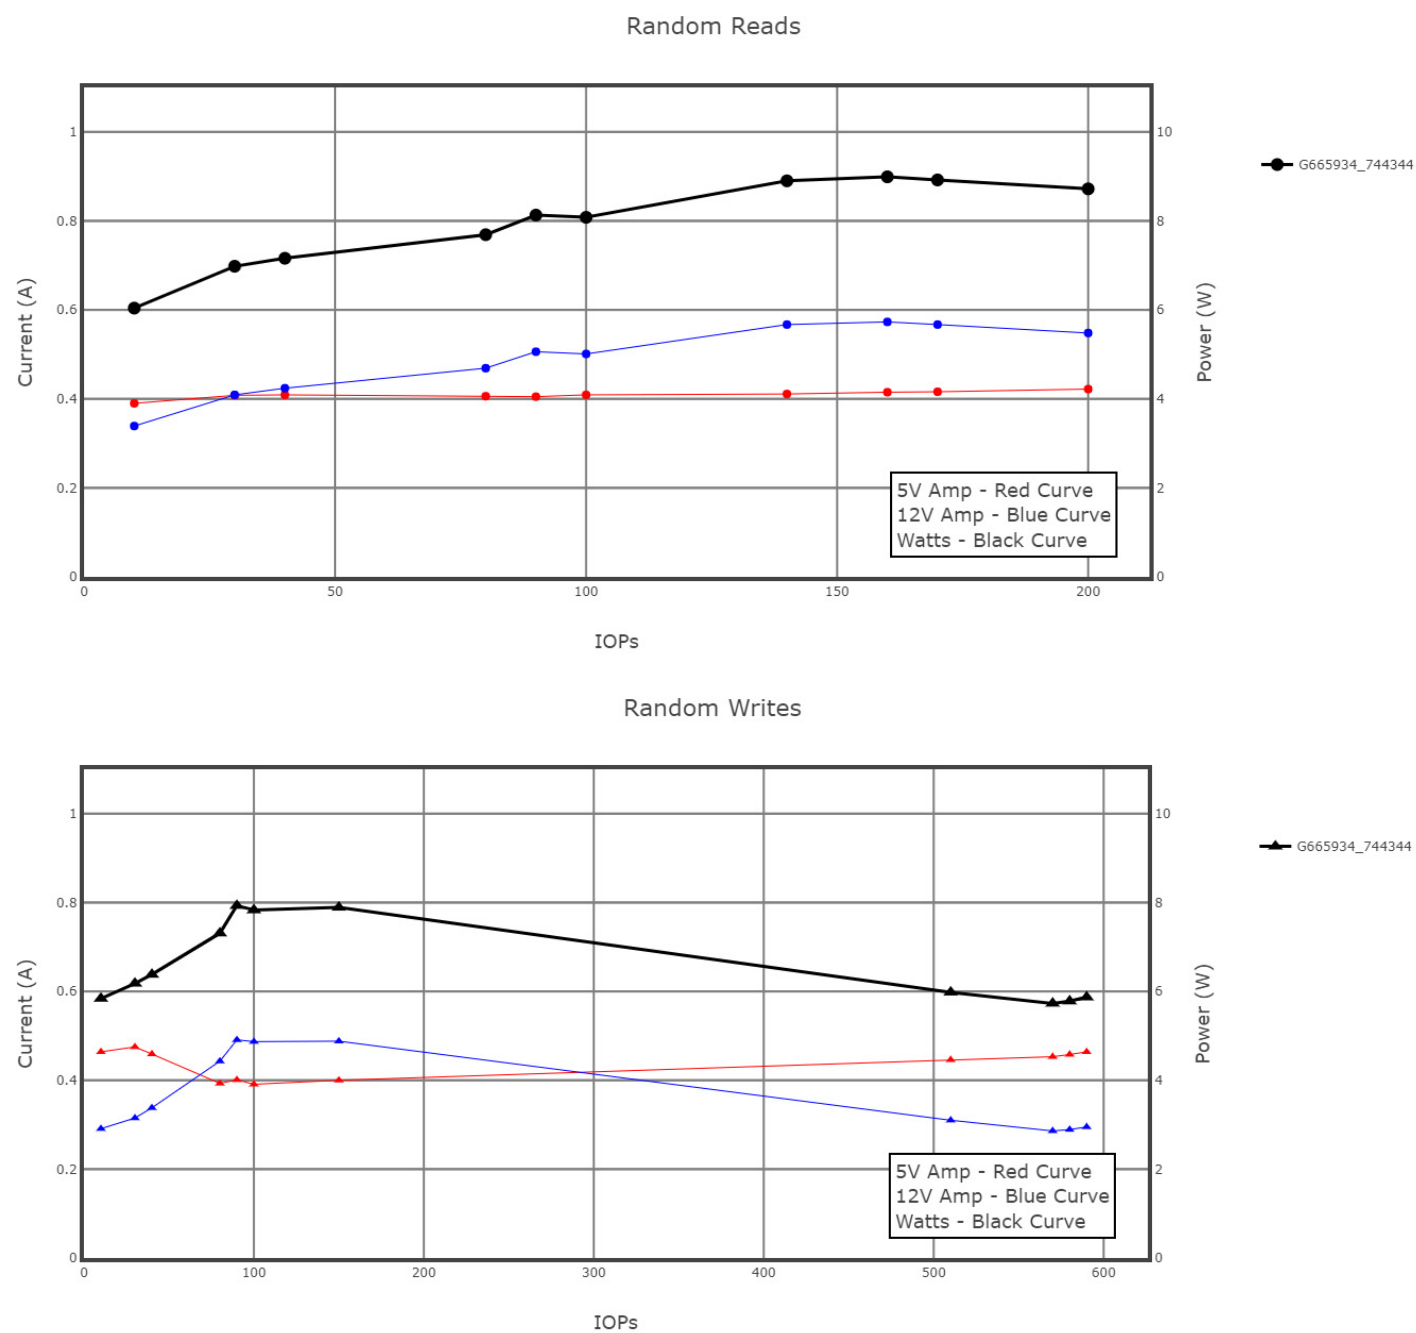 Random Reads
1
0.8
0.6
0.4
0.2
0
10
8
6
4
2
0
Current (A)
Power (W)
G665934_744344
5V Amp - Red Curve
12V Amp - Blue Curve
Watts - Black Curve
0 50 100 150 200
IOPs
Random Writes
1
0.8
0.6
0.4
0.2
0
10
8
6
4
2
0
Current (A)
Power (W)
G665934_744344
5V Amp - Red Curve
12V Amp - Blue Curve
Watts - Black Curve
0 100 200 300 400 500 600
IOPs